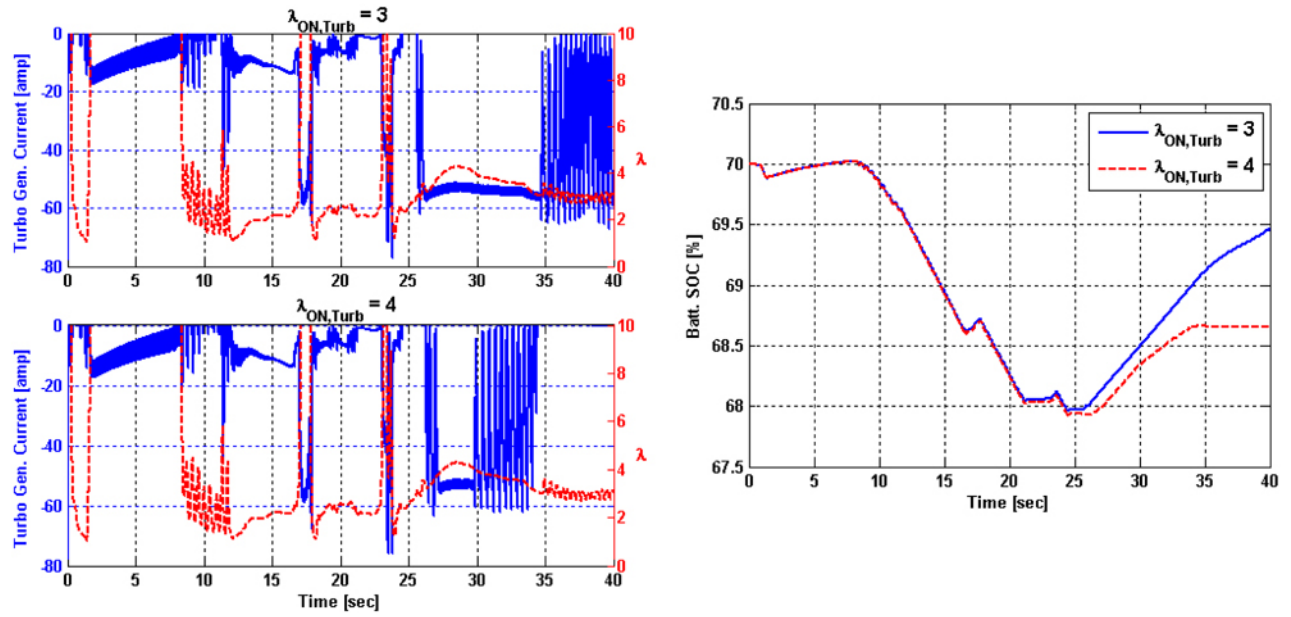 λON,Turb = 3
Turbo Gen. Current [amp]
0
-20
-40
-60
-80
10
8
6
4
2
0
λ
0 5 10 15 20 25 30 35 40
λON,Turb = 4
Turbo Gen. Current [amp]
0
-20
-40
-60
-80
10
8
6
4
2
0
λ
0 5 10 15 20 25 30 35 40
Time [sec]
Batt. SOC [%]
70.5
70
69.5
69
68.5
68
67.5
λON,Turb = 3
λON,Turb = 4
0 5 10 15 20 25 30 35 40
Time [sec]